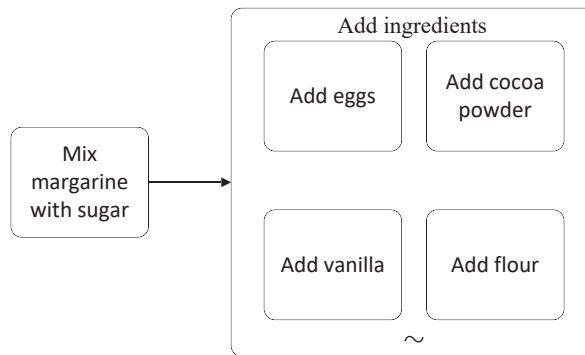 Add ingredients
Add eggs
Add cocoa
powder
Mix
margarine
with sugar
Add vanilla
Add flour
~